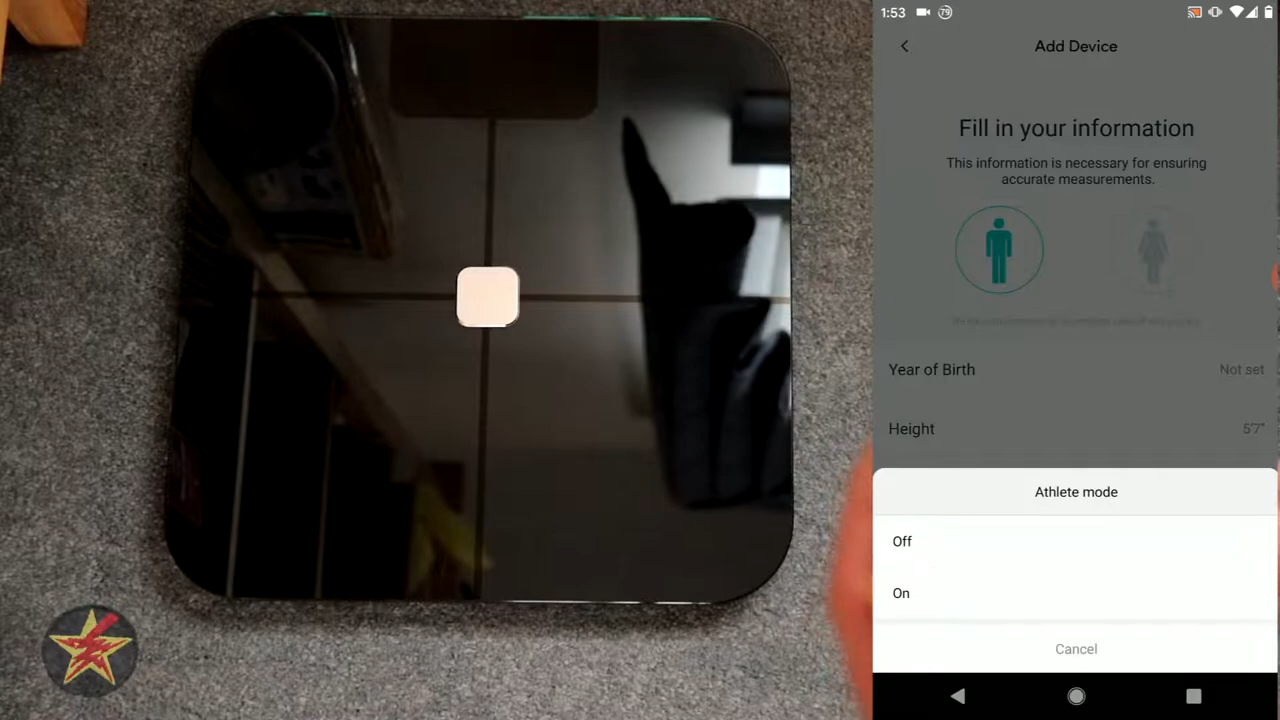 1:53
79
Add Device
Fill in your information
This information is necessary for ensuring
accurate measurements.
Year of Birth
Not set
Height
5'7"
Athlete mode
Off
On
Cancel